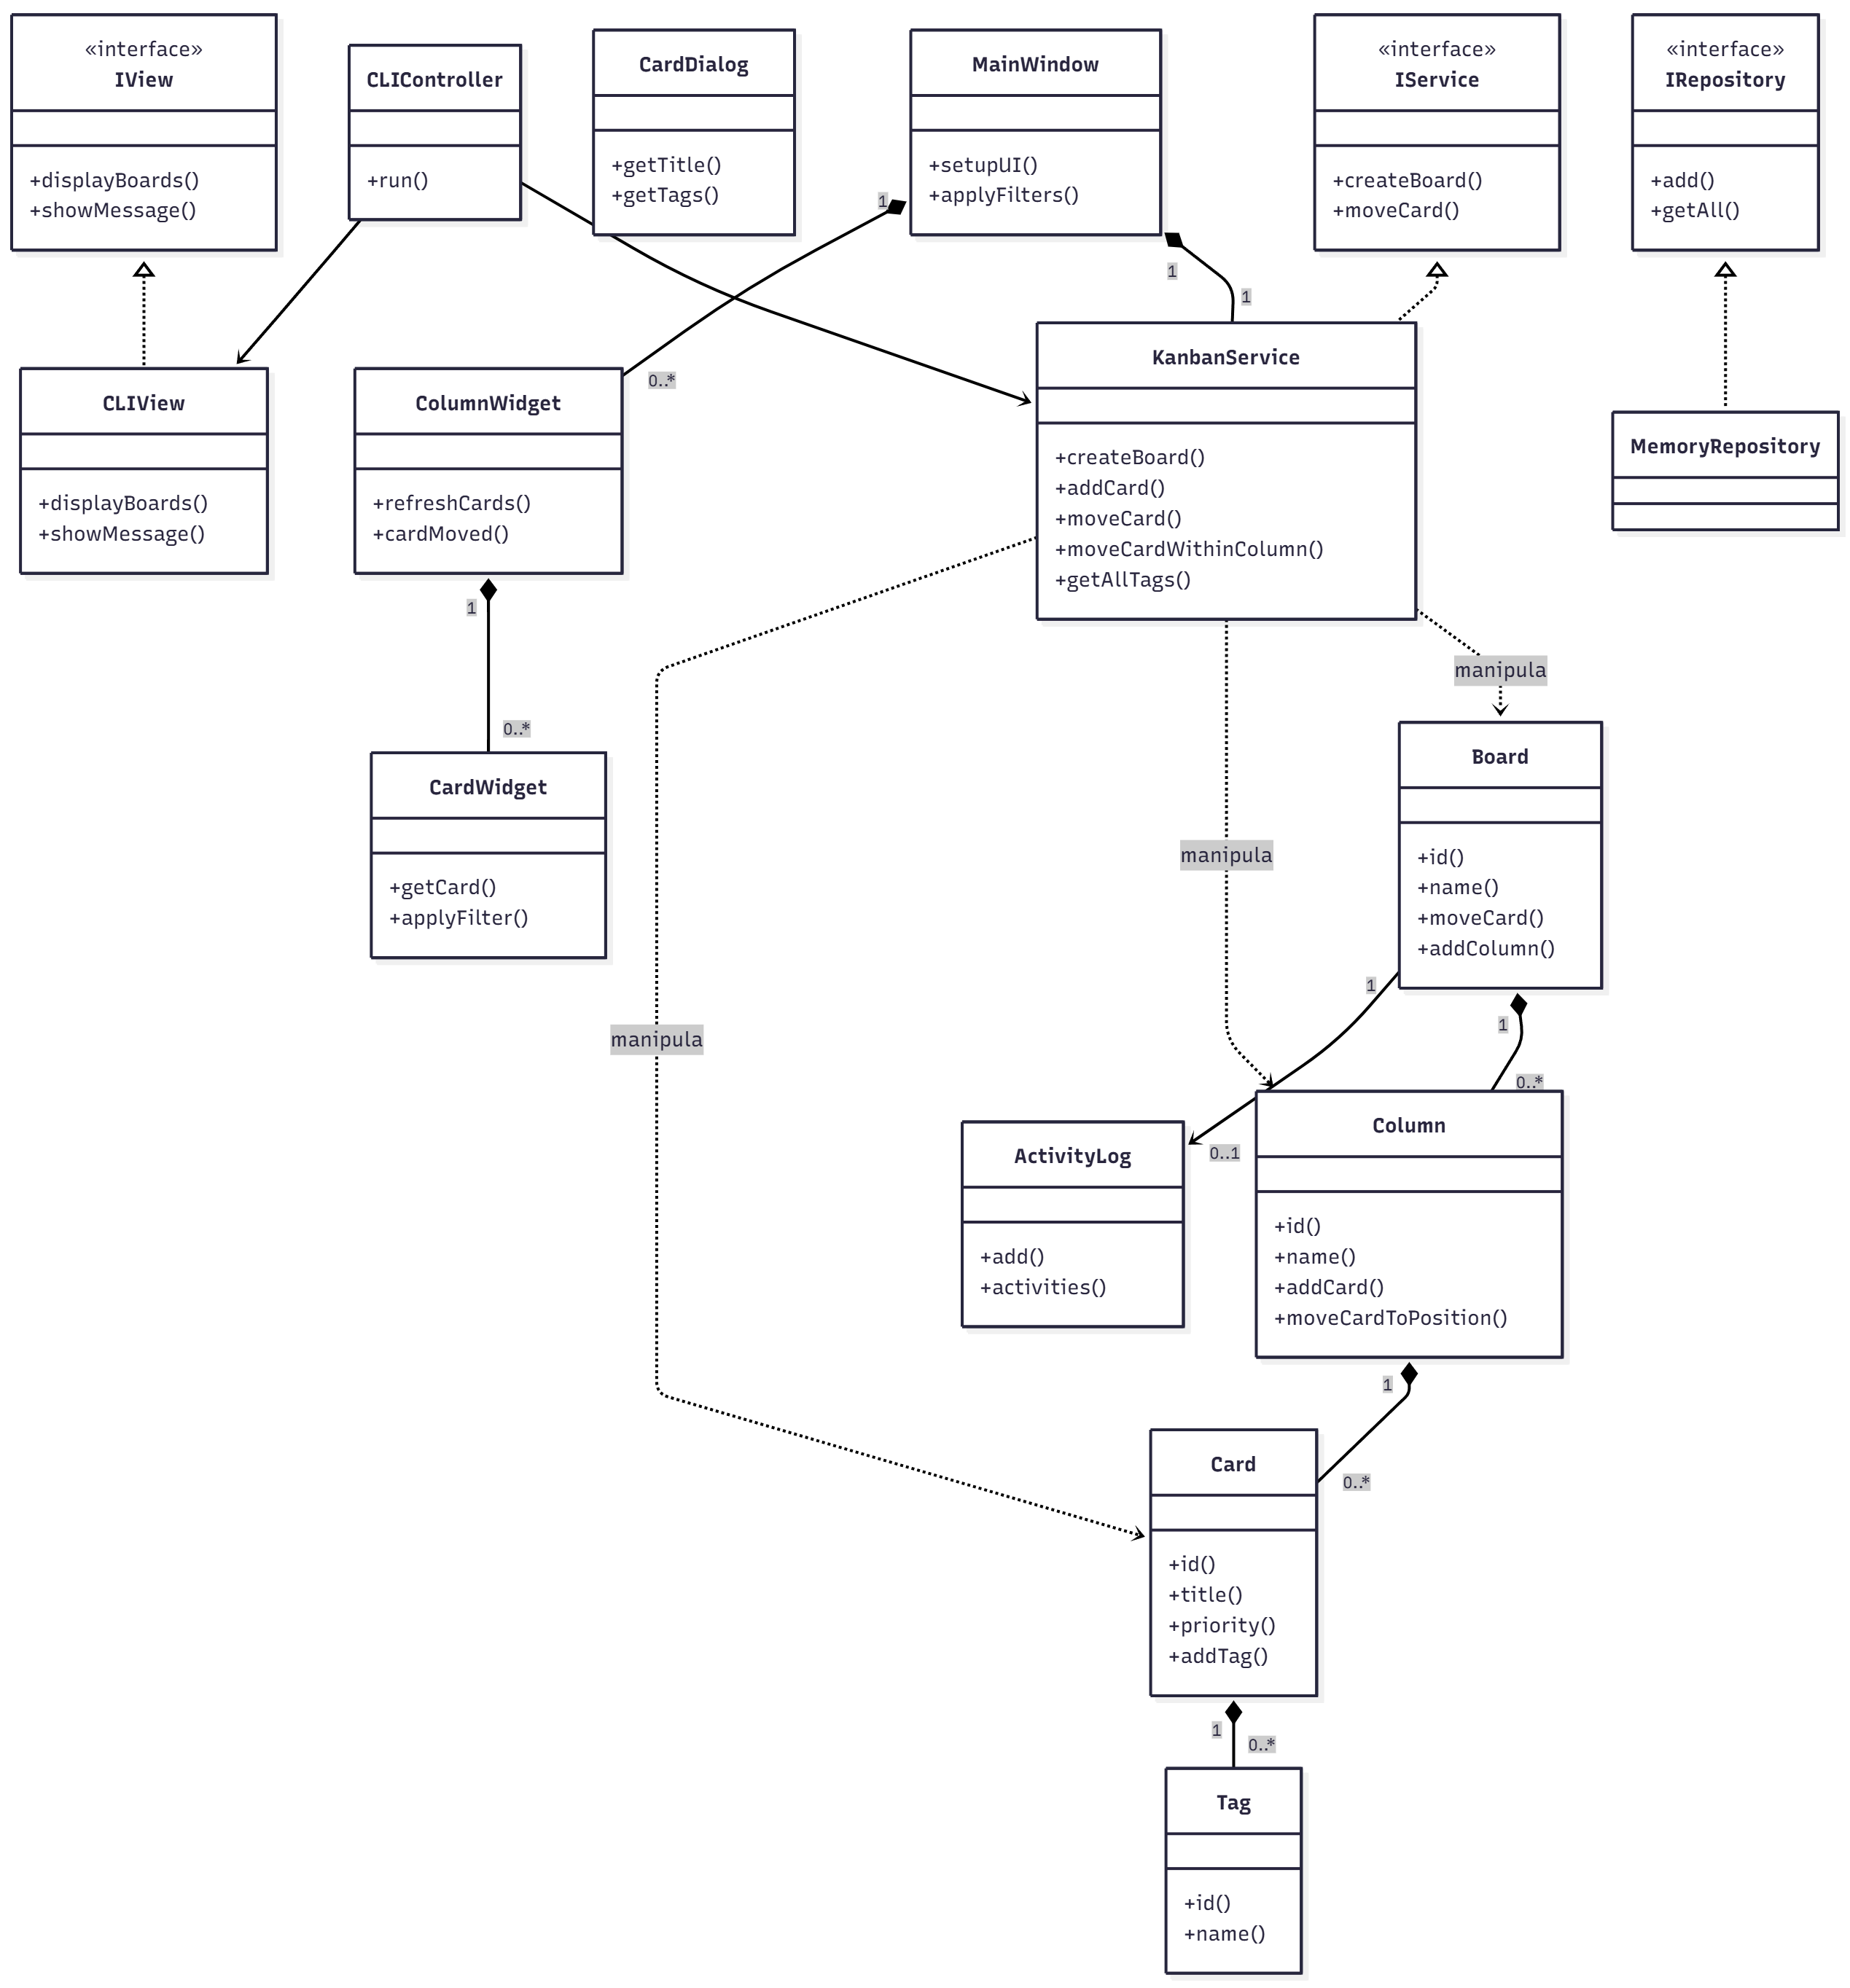 «interface»
IView
+displayBoards()
+showMessage()
CLIController
+run()
CardDialog
+getTitle()
+getTags()
MainWindow
+setupUI()
+applyFilters()
«interface»
IService
+createBoard()
+moveCard()
«interface»
IRepository
+add()
+getAll()
1
1
1
0..*
CLIView
+displayBoards()
+showMessage()
ColumnWidget
+refreshCards()
+cardMoved()
KanbanService
+createBoard()
+addCard()
+moveCard()
+moveCardWithinColumn()
+getAllTags()
MemoryRepository
1
0..*
manipula
CardWidget
+getCard()
+applyFilter()
manipula
Board
+id()
+name()
+moveCard()
+addColumn()
manipula
1
1
0..*
0..1
ActivityLog
+add()
+activities()
Column
+id()
+name()
+addCard()
+moveCardToPosition()
1
0..*
Card
+id()
+title()
+priority()
+addTag()
1
0..*
Tag
+id()
+name()